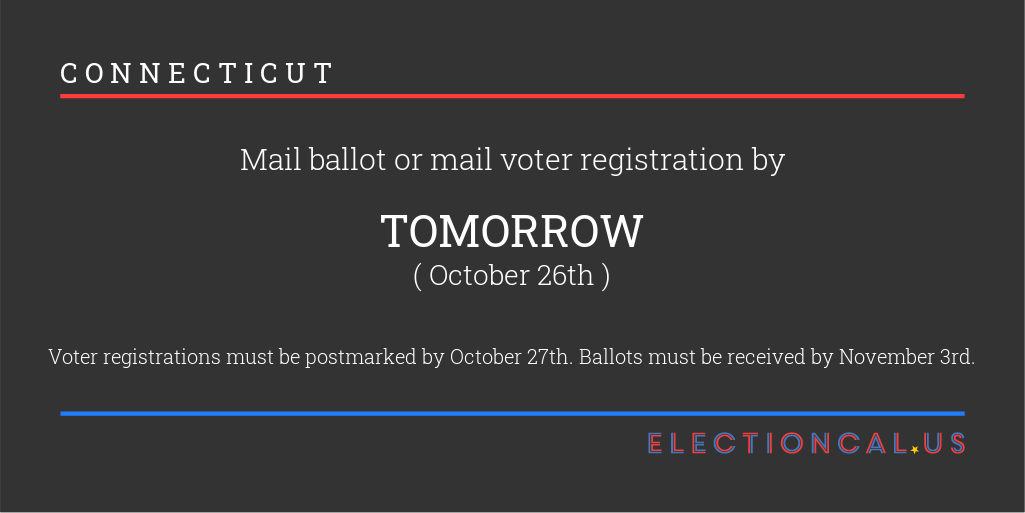 CONNECTICUT
Mail ballot or mail voter registration by
TOMORROW
( October 26th )
Voter registrations must be postmarked by October 27th. Ballots must be received by November 3rd.
ELECTIONCAL.US